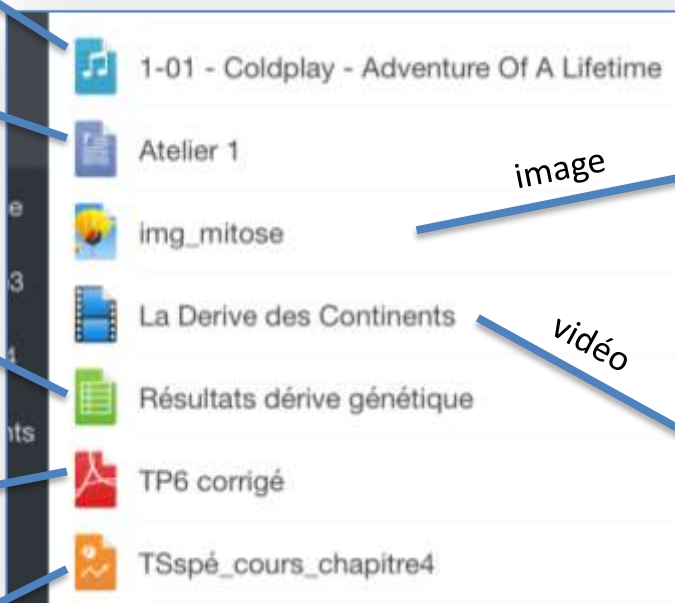 1-01 - Coldplay - Adventure Of A Lifetime
Atelier 1
image
img_mitose
La Derive des Continents
vidéo
Résultats dérive génétique
TP6 corrigé
TSspé_cours_chapitre4